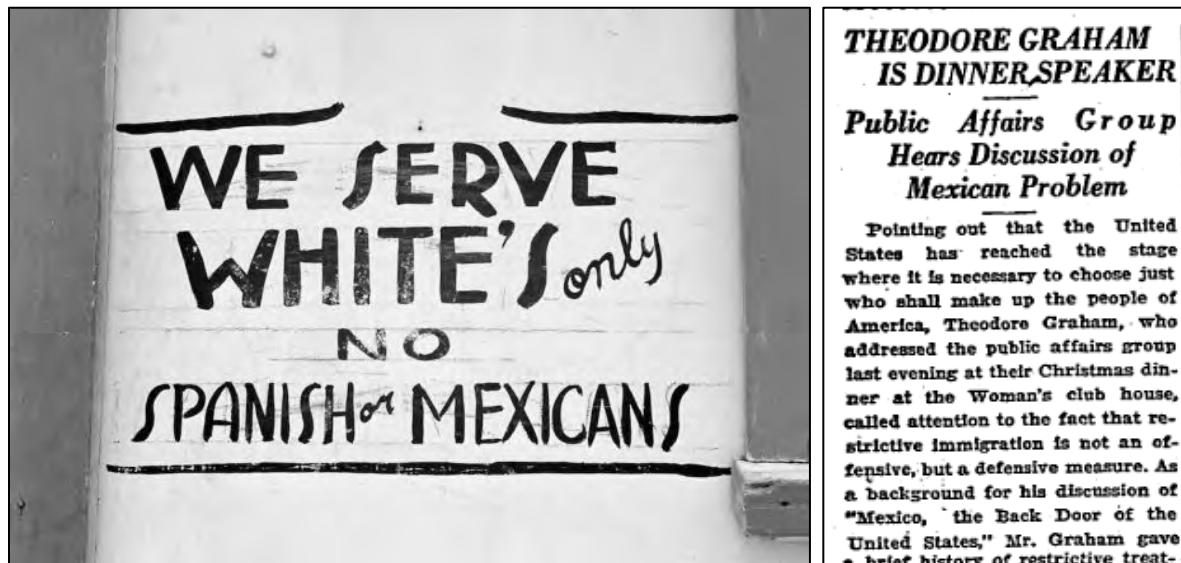 WE SERVE
WHITE'S only
NO
SPANISH or MEXICANS
THEODORE GRAHAM
IS DINNER SPEAKER
Public Affairs Group
Hears Discussion of
Mexican Problem
Pointing out that the United
States has reached the stage
where it is necessary to choose just
who shall make up the people of
America, Theodore Graham, who
addressed the public affairs group
last evening at their Christmas din-
ner at the Woman's club house,
called attention to the fact that re-
strictive immigration is not an of-
fensive, but a defensive measure. As
a background for his discussion of
"Mexico, the Back Door of the
United States," Mr. Graham gave
a brief history of restrictive treat-